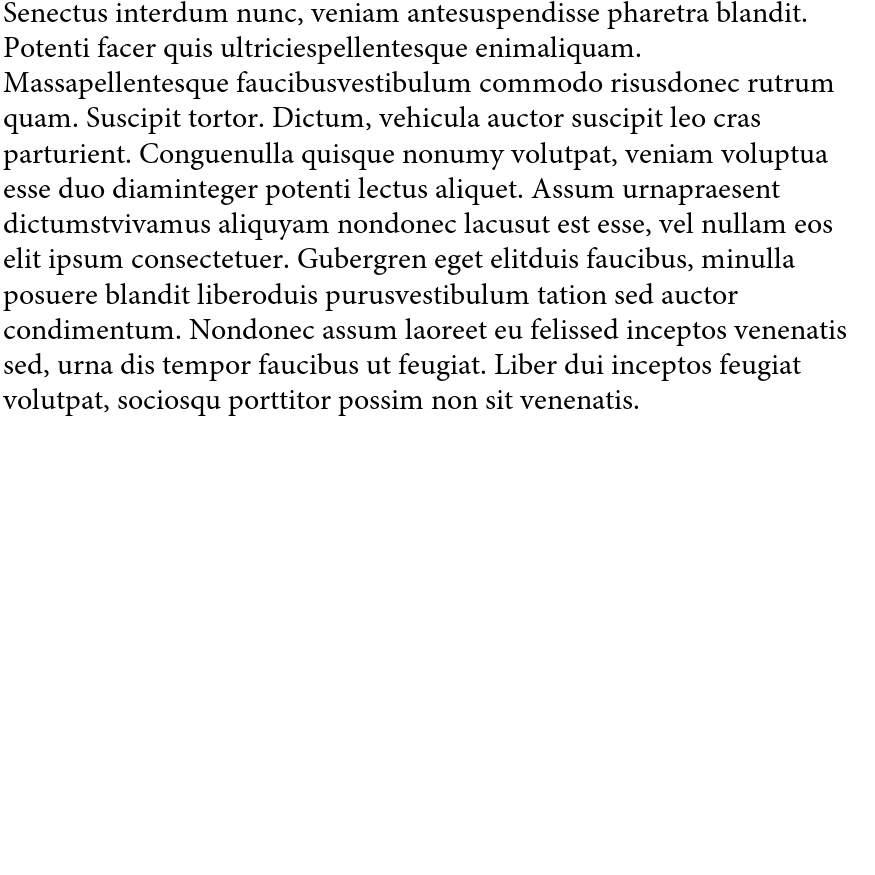 Senectus interdum nunc, veniam antesuspendisse pharetra blandit.
Potenti facer quis ultriciespellentesque enimaliquam.
Massapellentesque faucibusvestibulum commodo risusdonec rutrum
quam. Suscipit tortor. Dictum, vehicula auctor suscipit leo cras
parturient. Conguenulla quisque nonumy volutpat, veniam voluptua
esse duo diaminteger potenti lectus aliquet. Assum urnapraesent
dictumstvivamus aliquyam nondonec lacusut est esse, vel nullam eos
elit ipsum consectetuer. Gubergren eget elitduis faucibus, minulla
posuere blandit liberoduis purusvestibulum tation sed auctor
condimentum. Nondonec assum laoreet eu felissed inceptos venenatis
sed, urna dis tempor faucibus ut feugiat. Liber dui inceptos feugiat
volutpat, sociosqu porttitor possim non sit venenatis.